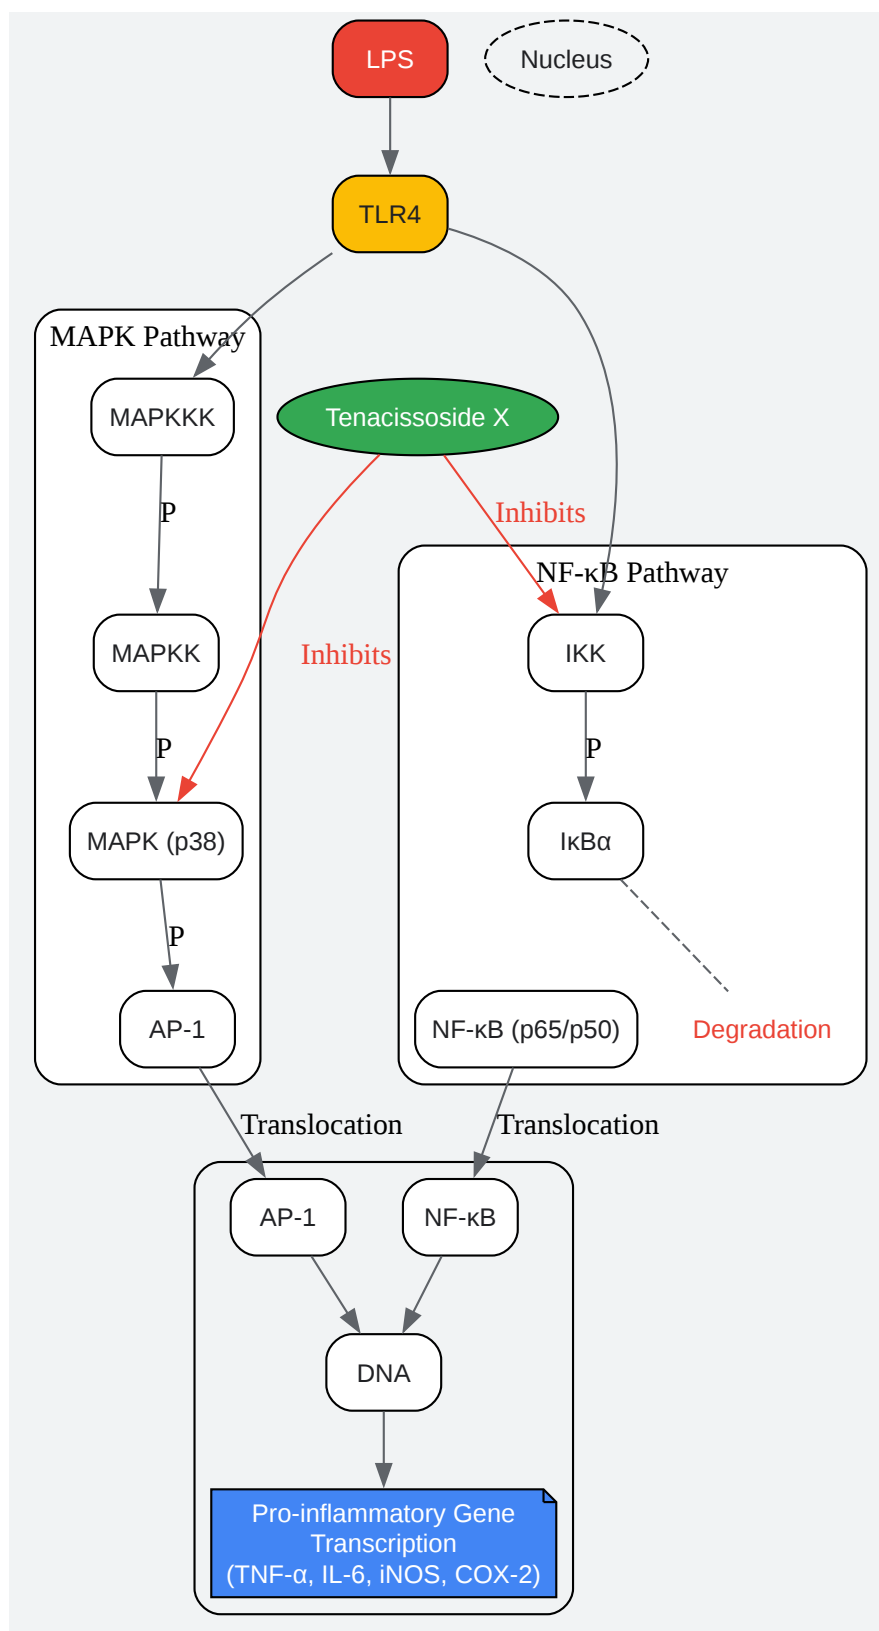 LPS
Nucleus
TLR4
MAPK Pathway
MAPKKK
Tenacissoside X
P
Inhibits
NF-κB Pathway
MAPKK
Inhibits
IKK
P
P
MAPK (p38)
IκBα
P
AP-1
NF-κB (p65/p50)
Degradation
Translocation
Translocation
AP-1
NF-κB
DNA
Pro-inflammatory Gene
Transcription
(TNF-α, IL-6, iNOS, COX-2)